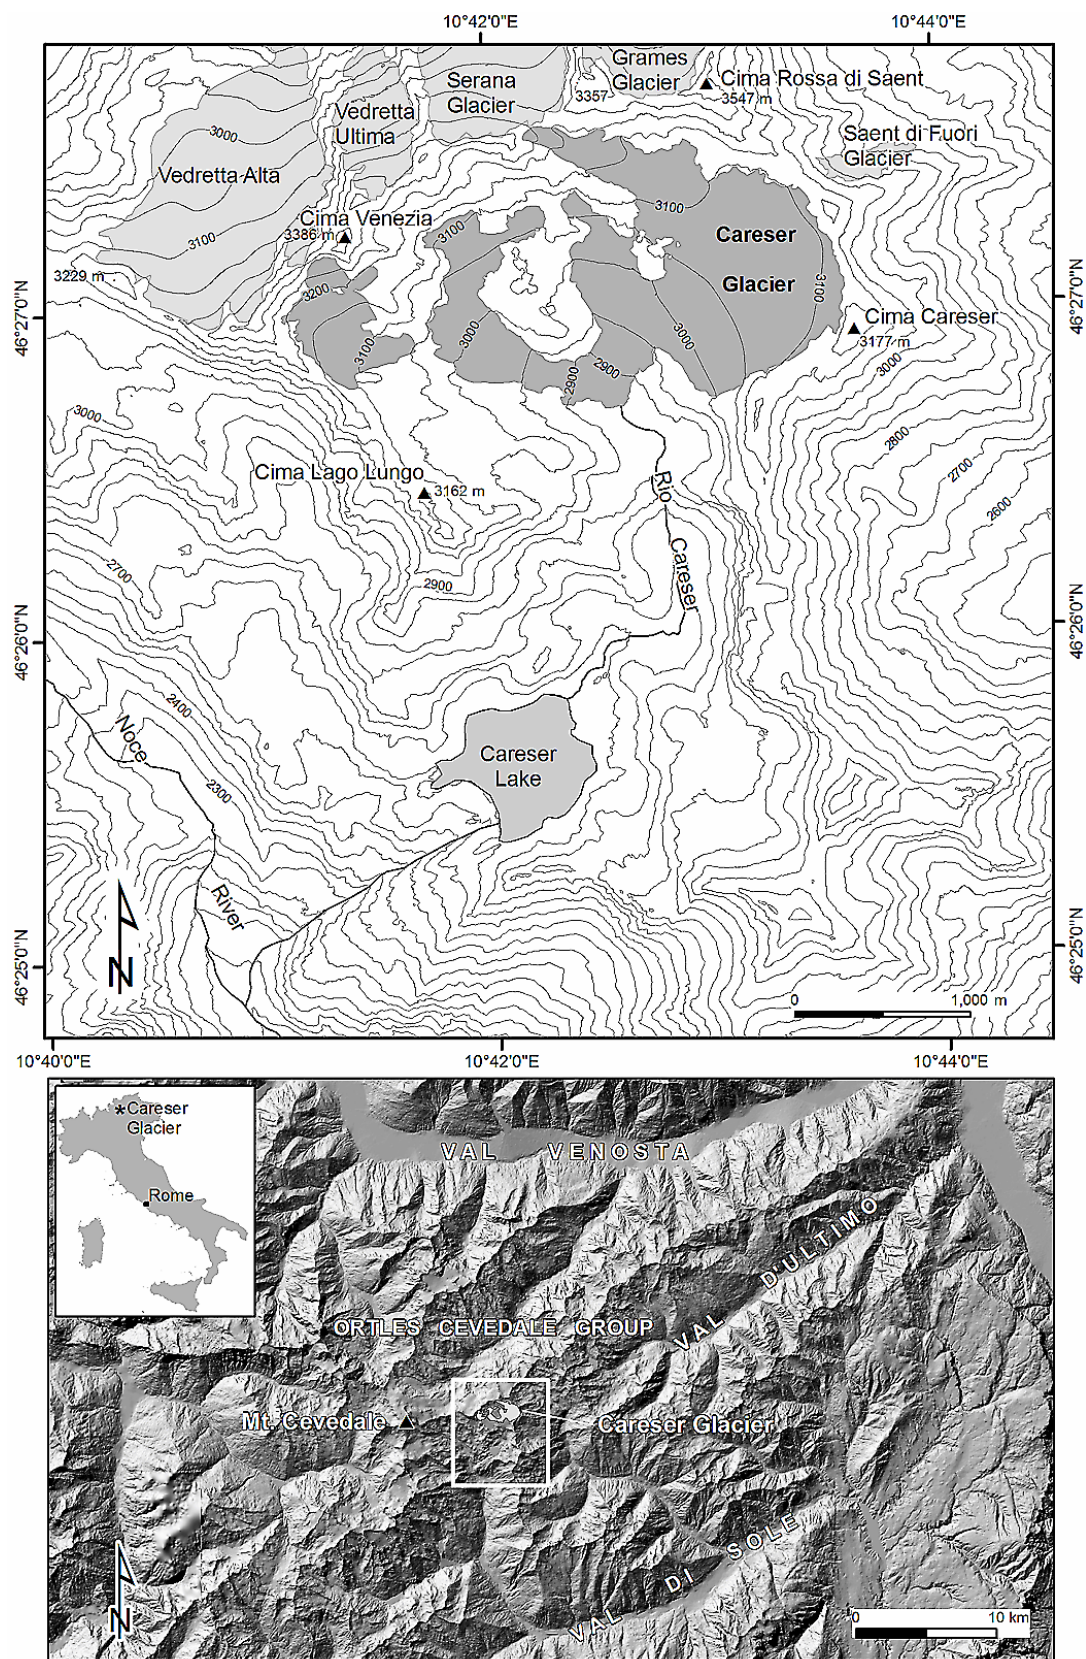 10°42'0"E
10°44'0"E
Grames
Glacier
Cima Rossa di Saent
3547 m
3357
Serana
Glacier
Vedretta
Ultima
3000
Saent di Fuori
Glacier
Vedretta Alta
3100
Cima Venezia
3386 m
3100
3100
Careser
Glacier
3100
3229 m
3200
46°27'0"N
46°27'0"N
Cima Careser
3177 m
3000
3100
3000
3000
2900
2900
3000
2800
2700
2600
Cima Lago Lungo
3162 m
Rio
Careser
2700
2900
46°26'0"N
46°26'0"N
2400
Noce
2300
Careser
Lake
River
46°25'0"N
46°25'0"N
N
0
1,000 m
10°40'0"E
10°42'0"E
10°44'0"E
Careser
Glacier
Rome
VAL VENOSTA
VAL D'ULTIMO
ORTLES CEVEDALE GROUP
Mt. Cevedale
Careser Glacier
VAL DI SOLE
N
0
10 km